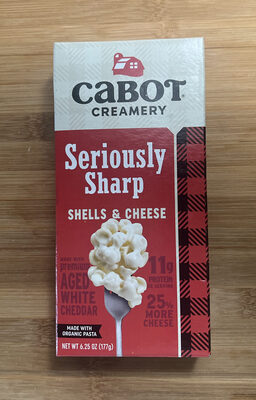 CABOT
CREAMERY
Seriously
Sharp
SHELLS & CHEESE
MADE WITH
premium
AGED
WHITE
CHEDDAR
11g
PROTEIN
25%
MORE
CHEESE
MADE WITH
ORGANIC PASTA
NET WT 6.25 OZ (177g)